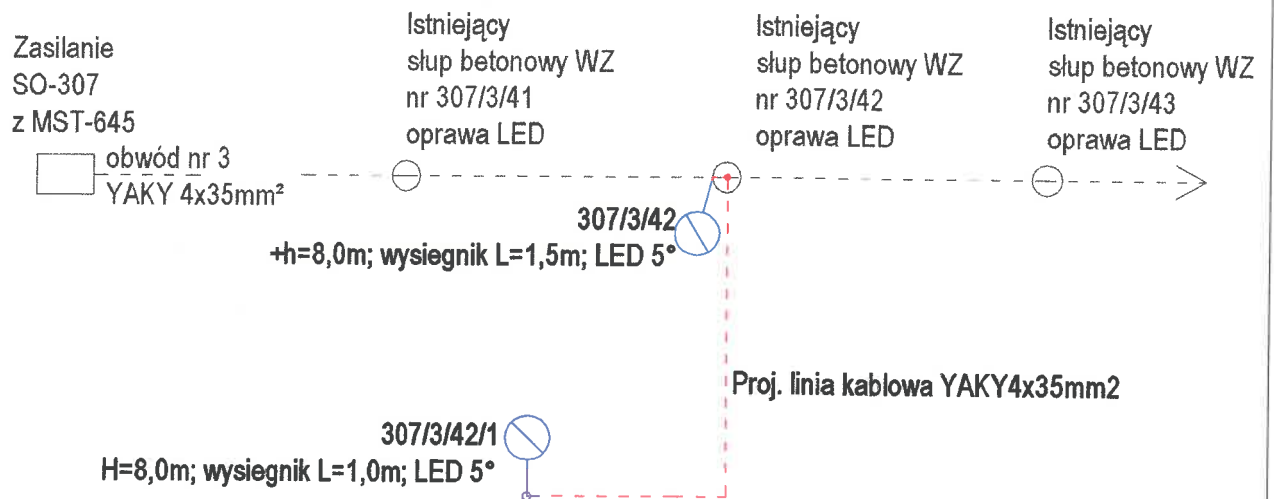 Zasilanie
SO-307
z MST-645
obwód nr 3
YAKY 4x35mm²
Istniejący
słup betonowy WZ
nr 307/3/41
oprawa LED
Istniejący
słup betonowy WZ
nr 307/3/42
oprawa LED
Istniejący
słup betonowy WZ
nr 307/3/43
oprawa LED
307/3/42
+h=8,0m; wysiegnik L=1,5m; LED 5°
Proj. linia kablowa YAKY4x35mm2
307/3/42/1
H=8,0m; wysiegnik L=1,0m; LED 5°